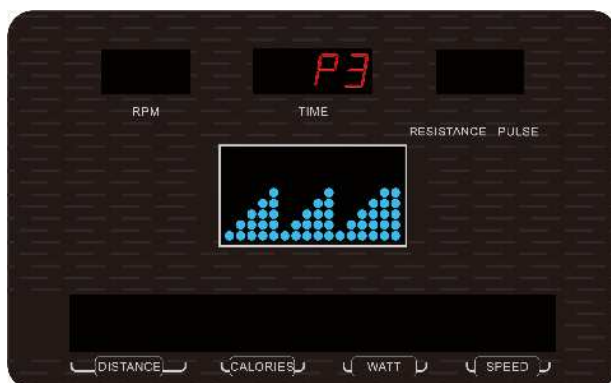 P3
RPM
TIME
RESISTANCE PULSE
DISTANCE CALORIES WATT SPEED